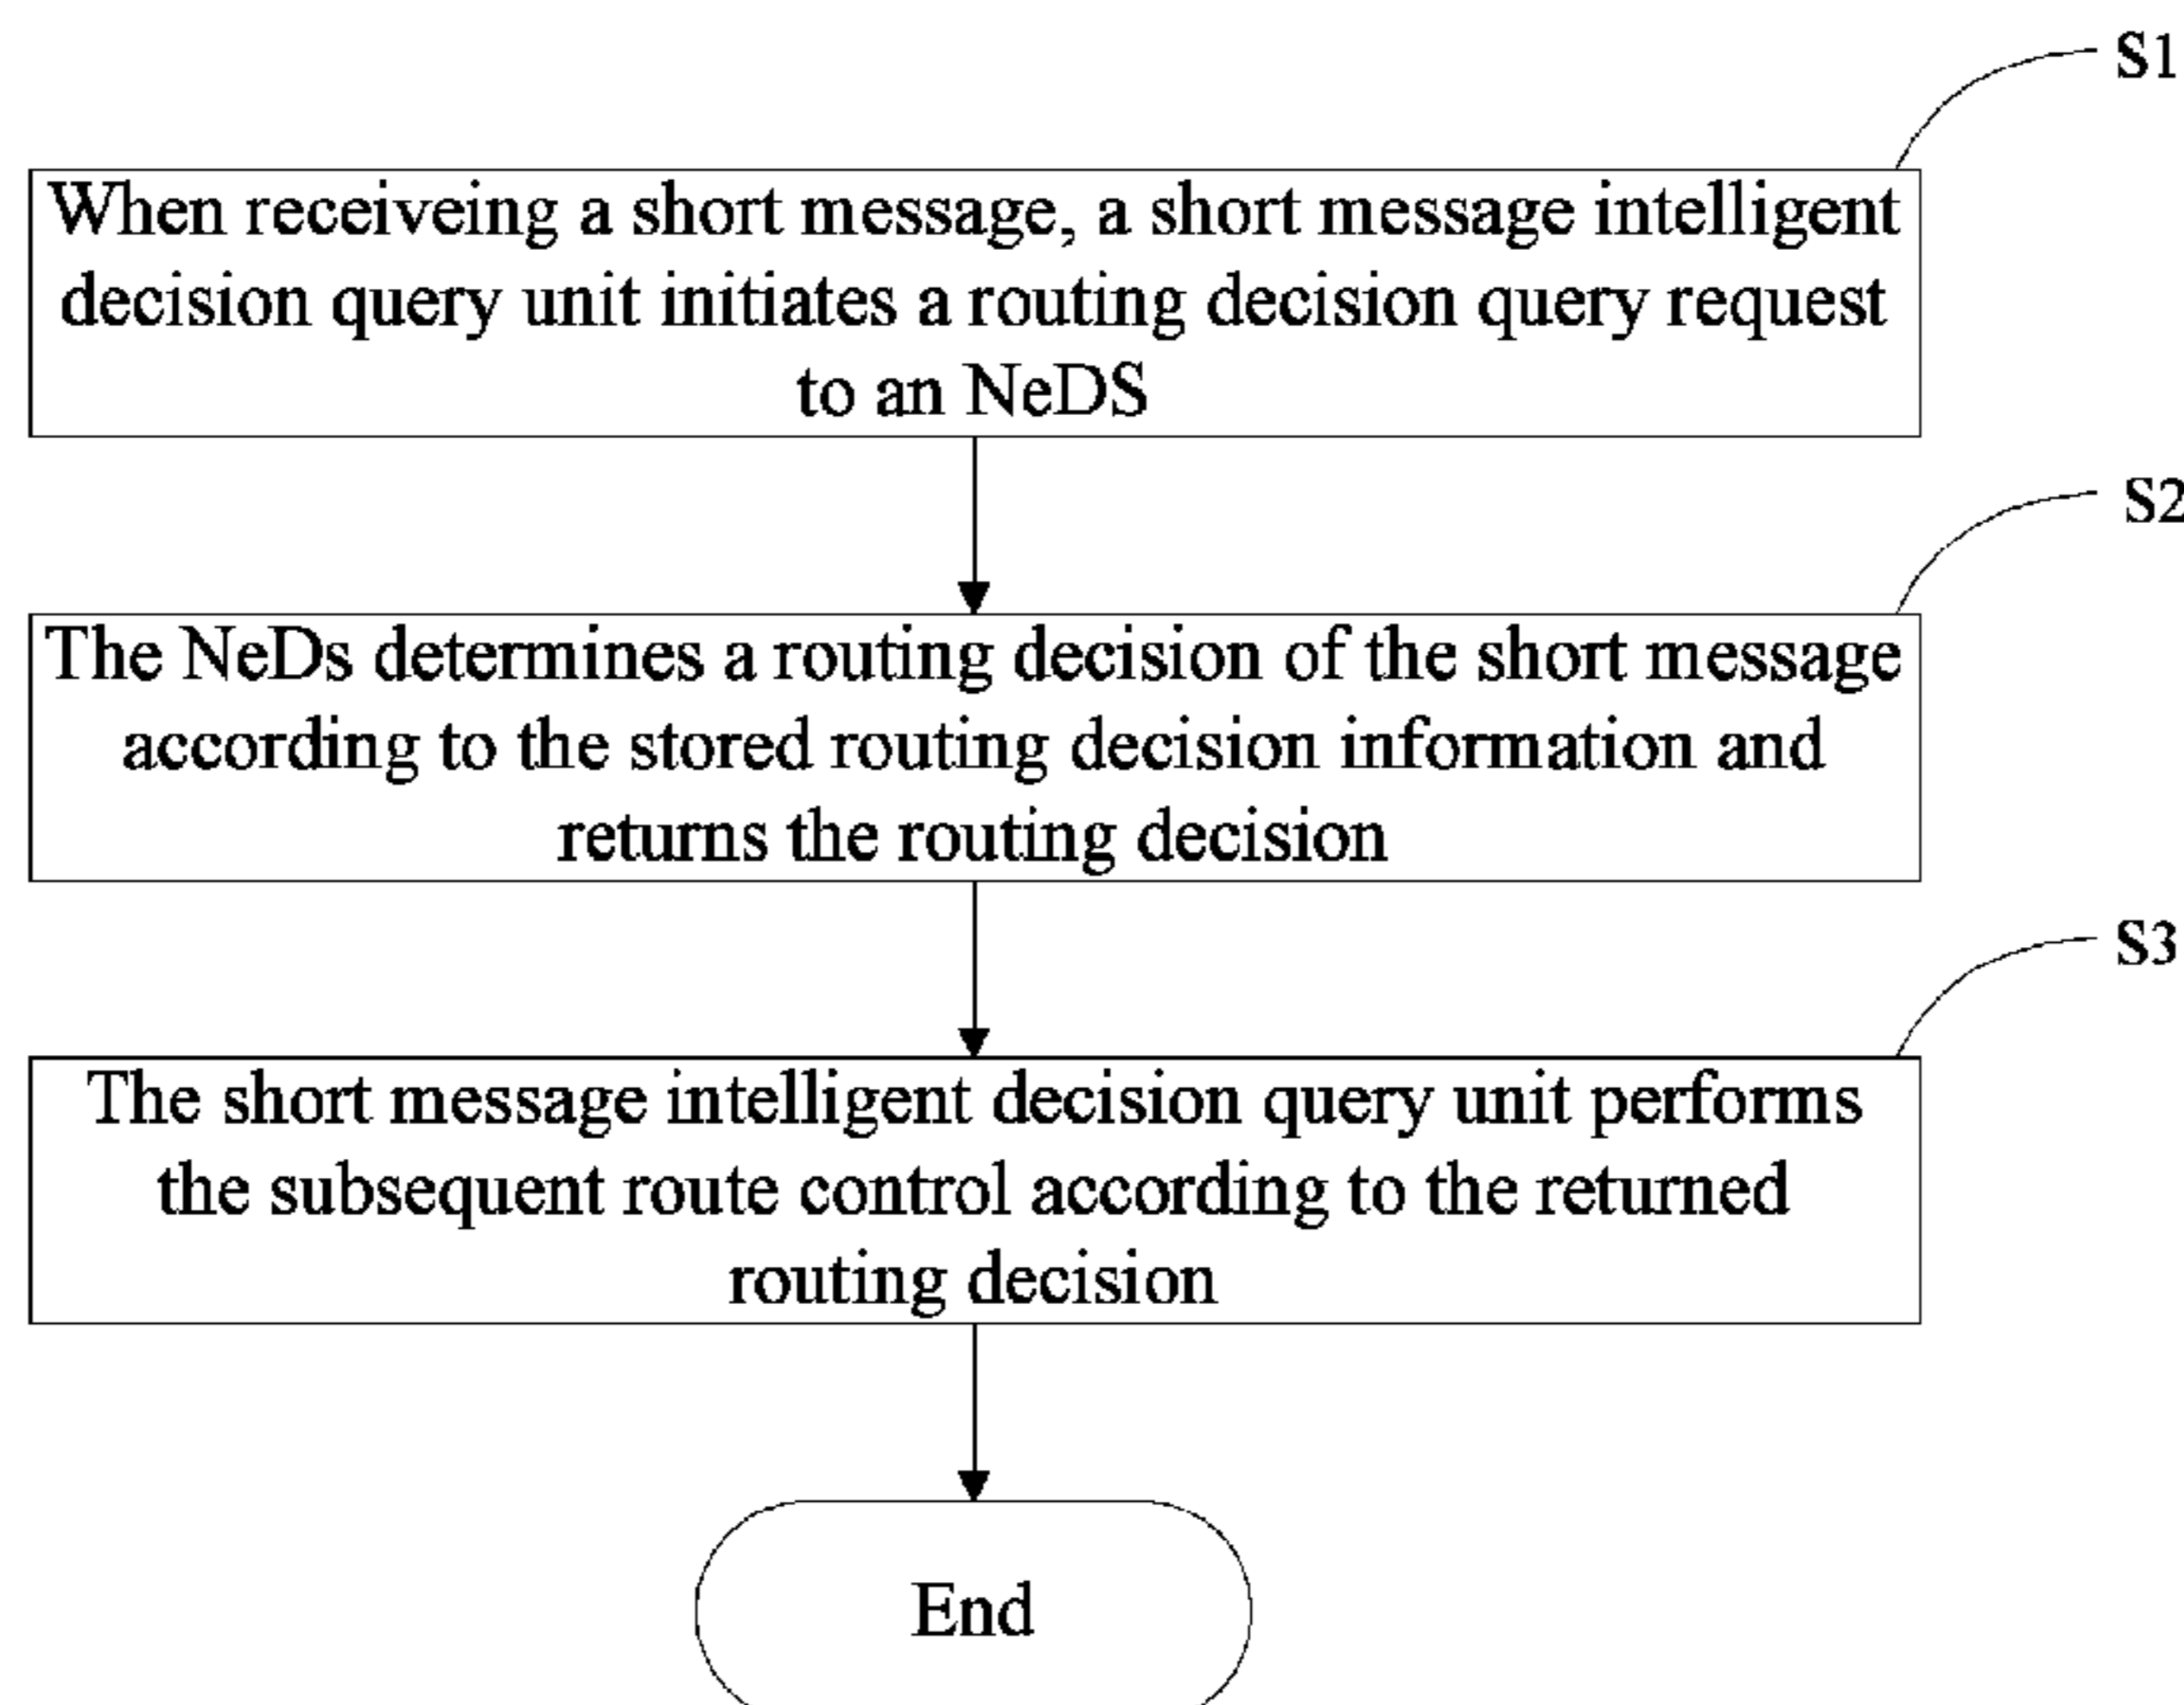 S1
When receiveing a short message, a short message intelligent
decision query unit initiates a routing decision query request
to an NeDS
S2
The NeDs determines a routing decision of the short message
according to the stored routing decision information and
returns the routing decision
S3
The short message intelligent decision query unit performs
the subsequent route control according to the returned
routing decision
End